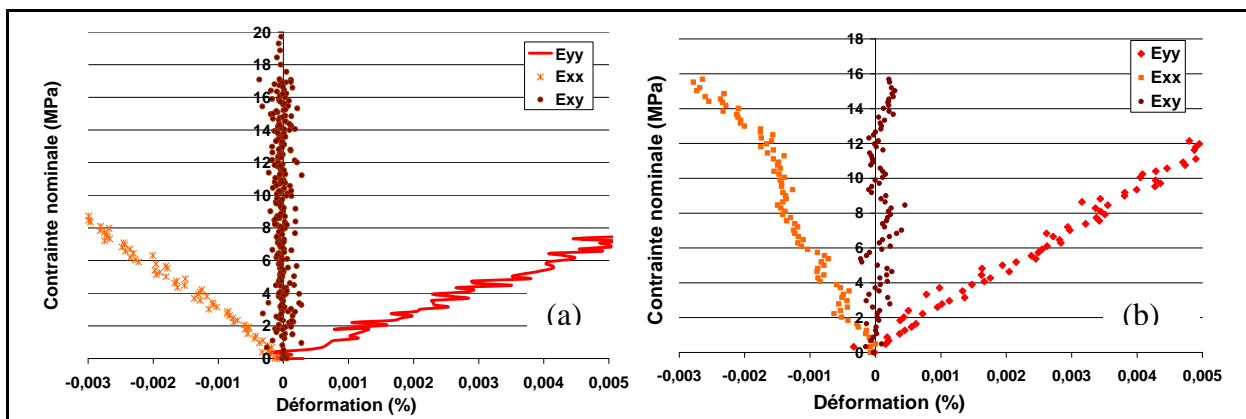 20
18
16
14
12
10
8
6
4
2
0
-0,003 -0,002 -0,001 0 0,001 0,002 0,003 0,004 0,005
Déformation (%)
Contrainte nominale (MPa)
Eyy
Exx
Exy
(a)
18
16
14
12
10
8
6
4
2
0
-0,003 -0,002 -0,001 0 0,001 0,002 0,003 0,004 0,005
Déformation (%)
Contrainte nominale (MPa)
Eyy
Exx
Exy
(b)